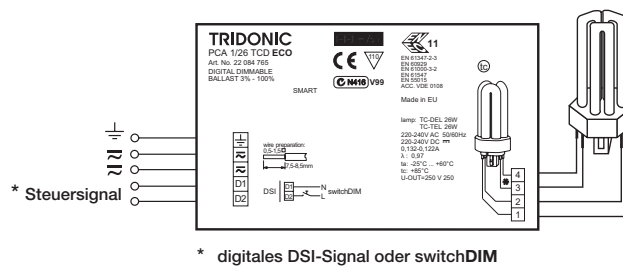 TRIDONIC
PCA 1/26 TCD ECO
Art. No. 22 084 765
DIGITAL DIMMABLE
BALLAST 3% - 100%
SMART
110
N416 V99
11
EN 61347-2-3
EN 60929
EN 61000-3-2
EN 61547
EN 55015
ACC. VDE 0108
Made in EU
lamp: TC-DEL 26W
TC-TEL 26W
220-240V AC 50/60Hz
220-240V DC
0,132-0,122A
λ : 0,97
ta: -25°C ... +60°C
tc: +85°C
U-OUT=250 V 250
tc
wire preparation:
0,5-1,5
7,5-8,5mm
D1
D2
DSI D1 N
D2 L switchDIM
4
3
2
1
* Steuersignal
* digitales DSI-Signal oder switchDIM